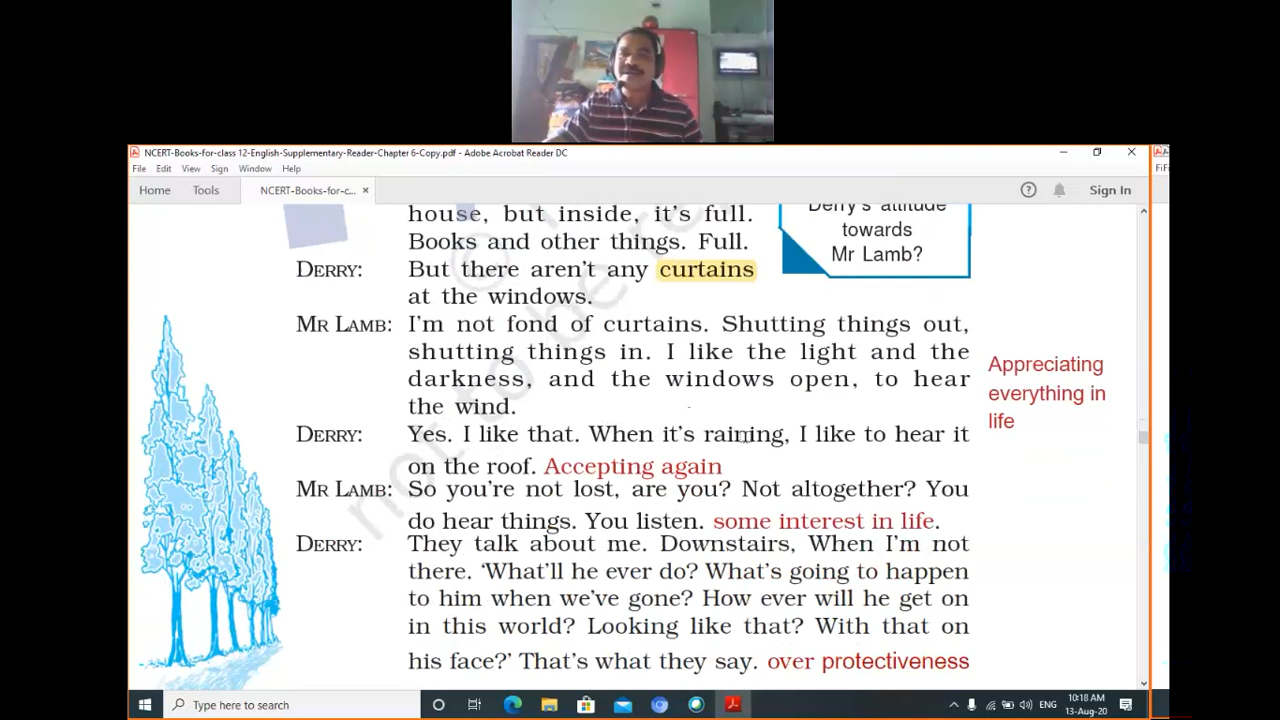 NCERT-Books-for-class 12-English-Supplementary-Reader-Chapter 6-Copy.pdf - Adobe Acrobat Reader DC
File Edit View Sign Window Help
Home Tools NCERT-Books-for-c... × Sign In
house, but inside, it's full.
Books and other things. Full.
Derry's attitude
towards
Mr Lamb?
DERRY: But there aren't any curtains
at the windows.
MR LAMB: I'm not fond of curtains. Shutting things out,
shutting things in. I like the light and the
darkness, and the windows open, to hear
the wind.
Appreciating
everything in
life
DERRY: Yes. I like that. When it's raining, I like to hear it
on the roof. Accepting again
MR LAMB: So you're not lost, are you? Not altogether? You
do hear things. You listen. some interest in life.
DERRY: They talk about me. Downstairs, When I'm not
there. 'What'll he ever do? What's going to happen
to him when we've gone? How ever will he get on
in this world? Looking like that? With that on
his face?' That's what they say. over protectiveness
not to be re
Type here to search
ENG
10:18 AM
13-Aug-20